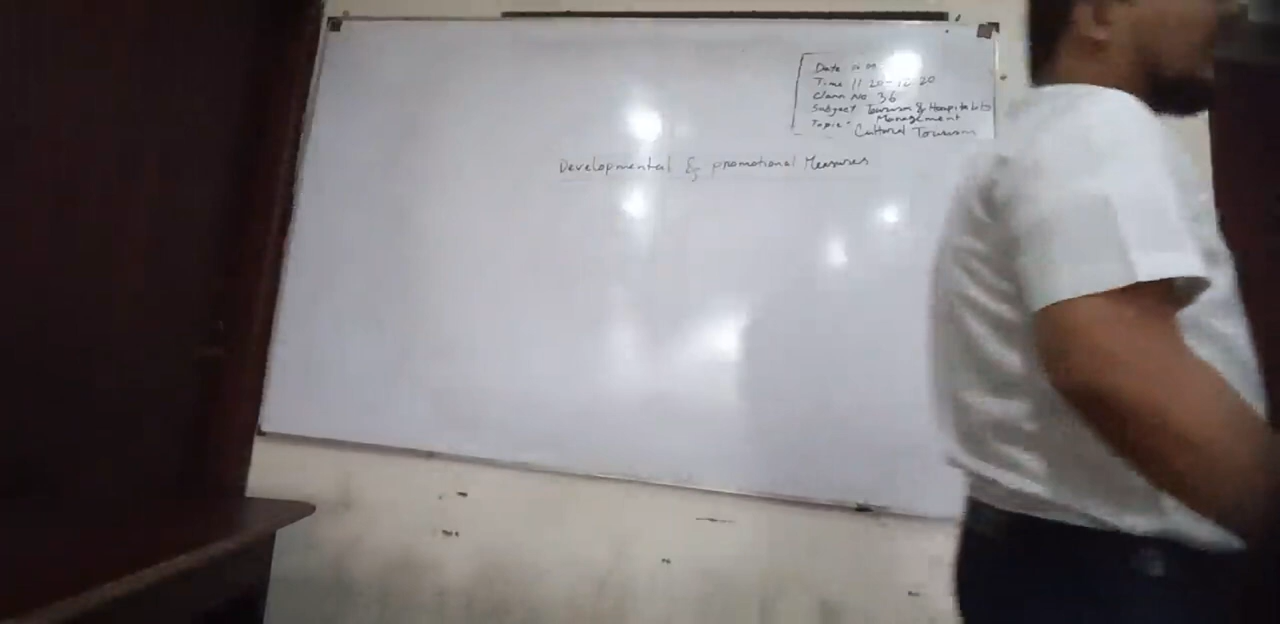 Date
Time 11 20-12 20
Class No 36
Subject Tourism & Hospitality
Management
Topic- Cultural Tourism
Developmental & promotional Measures